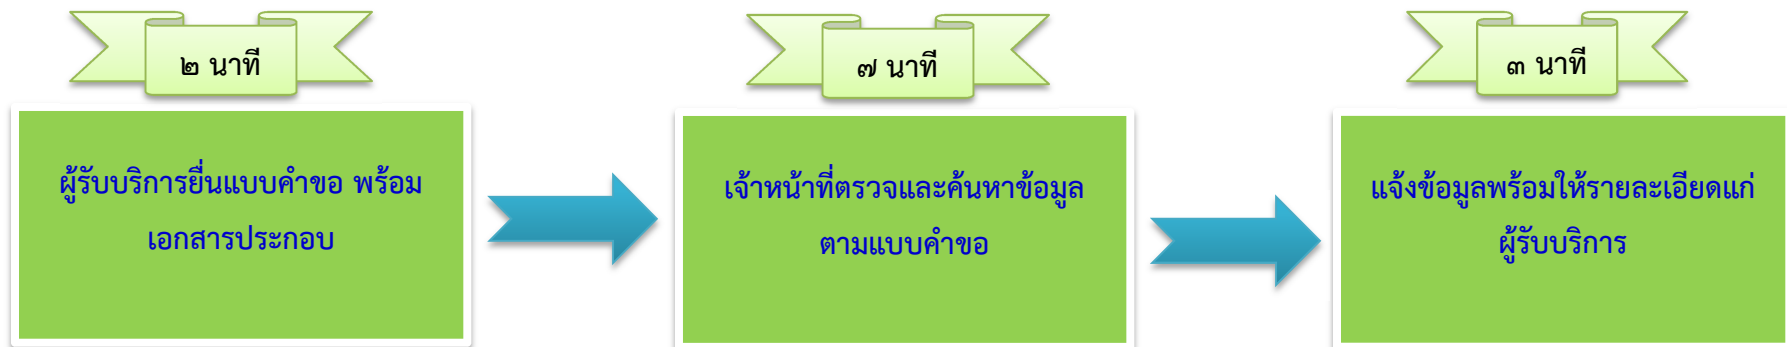 ๒ นาที
ผู้รับบริการยื่นแบบคำขอ พร้อม
เอกสารประกอบ
๗ นาที
เจ้าหน้าที่ตรวจและค้นหาข้อมูล
ตามแบบคำขอ
๓ นาที
แจ้งข้อมูลพร้อมให้รายละเอียดแก่
ผู้รับบริการ